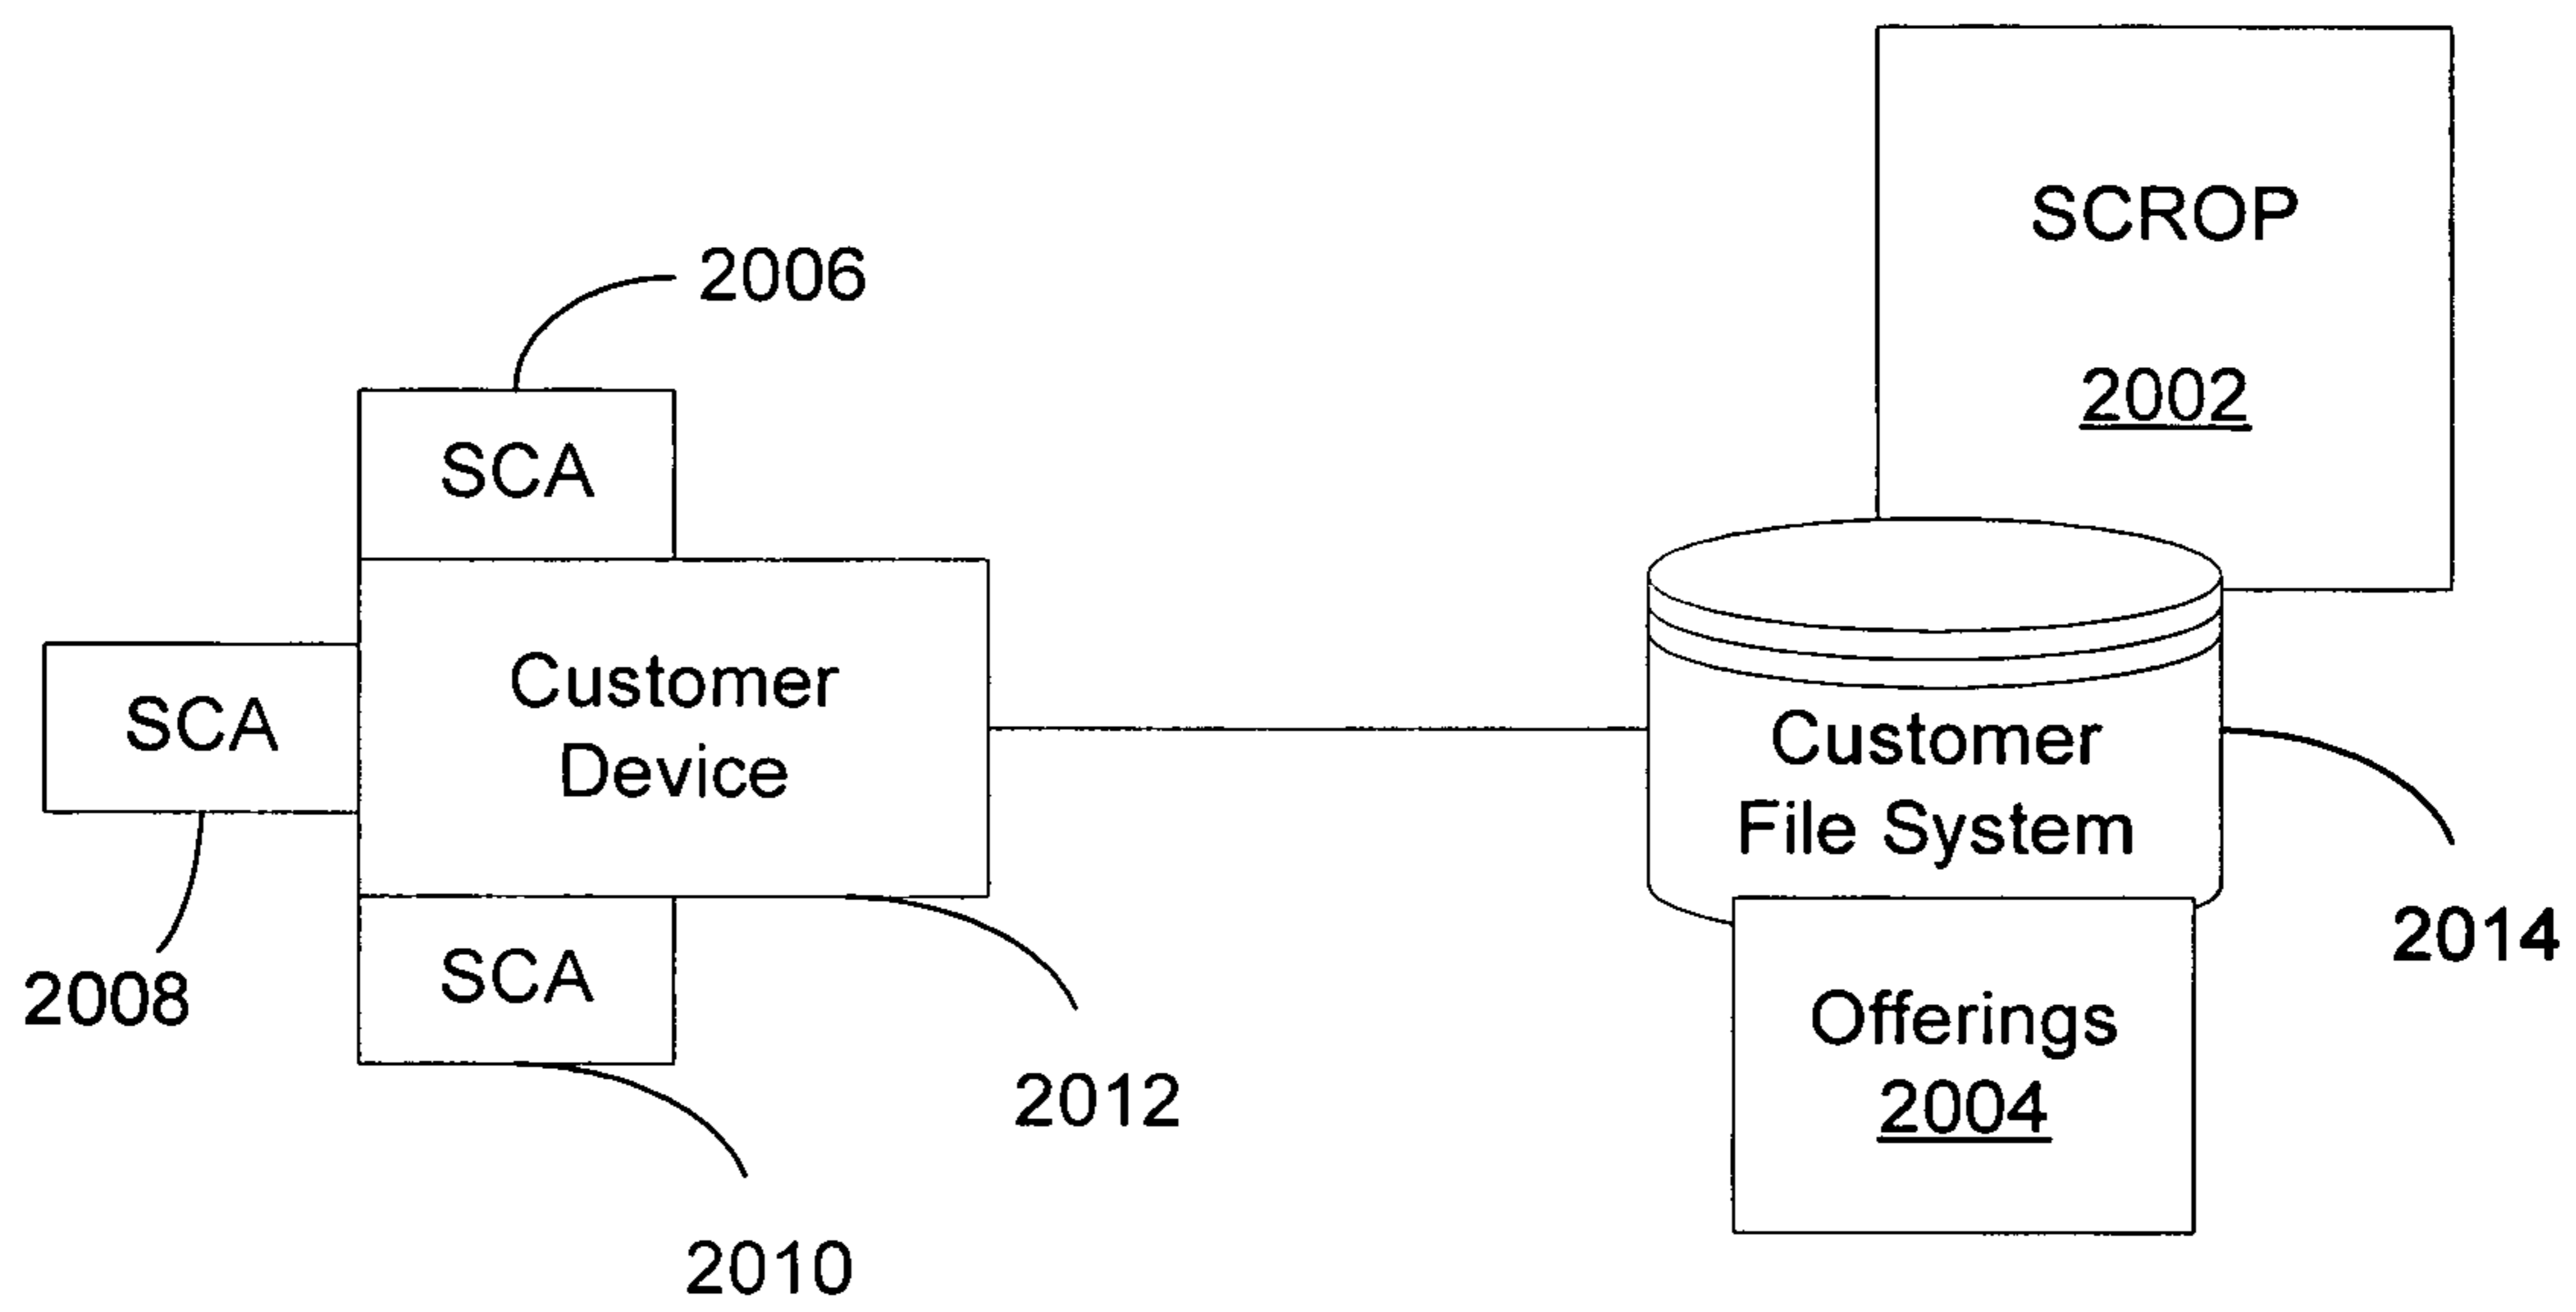 SCROP
2002
2006
SCA
SCA
2008
Customer
Device
SCA
2010
2012
Customer
File System
2014
Offerings
2004